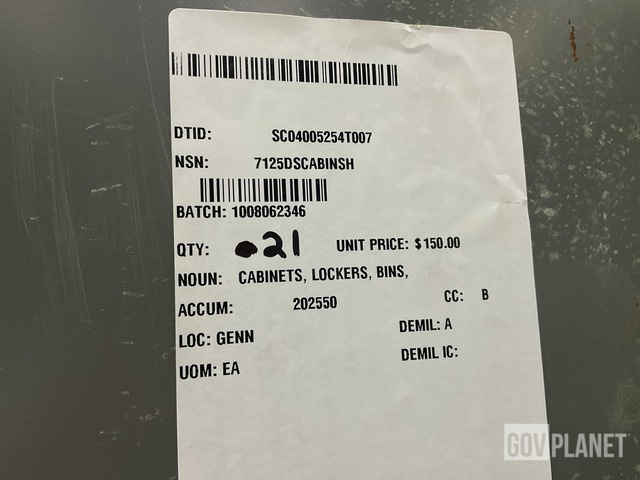 DTID: SC04005254T007
NSN: 7125DSCABINSH
BATCH: 1008062346
QTY: 21 UNIT PRICE: $150.00
NOUN: CABINETS, LOCKERS, BINS,
ACCUM: 202550 CC: B
LOC: GENN DEMIL: A
UOM: EA DEMIL IC:
GOVPLANET